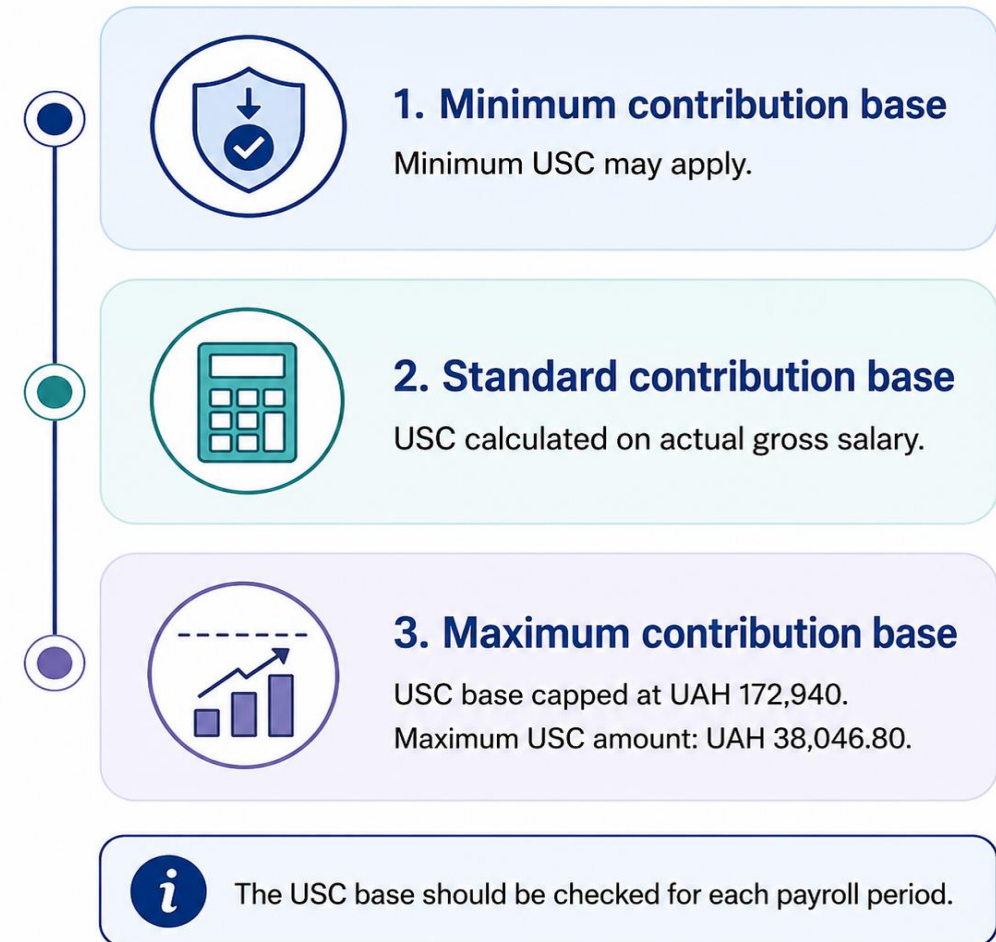 1. Minimum contribution base
Minimum USC may apply.
2. Standard contribution base
USC calculated on actual gross salary.
3. Maximum contribution base
USC base capped at UAH 172,940.
Maximum USC amount: UAH 38,046.80.
i
The USC base should be checked for each payroll period.